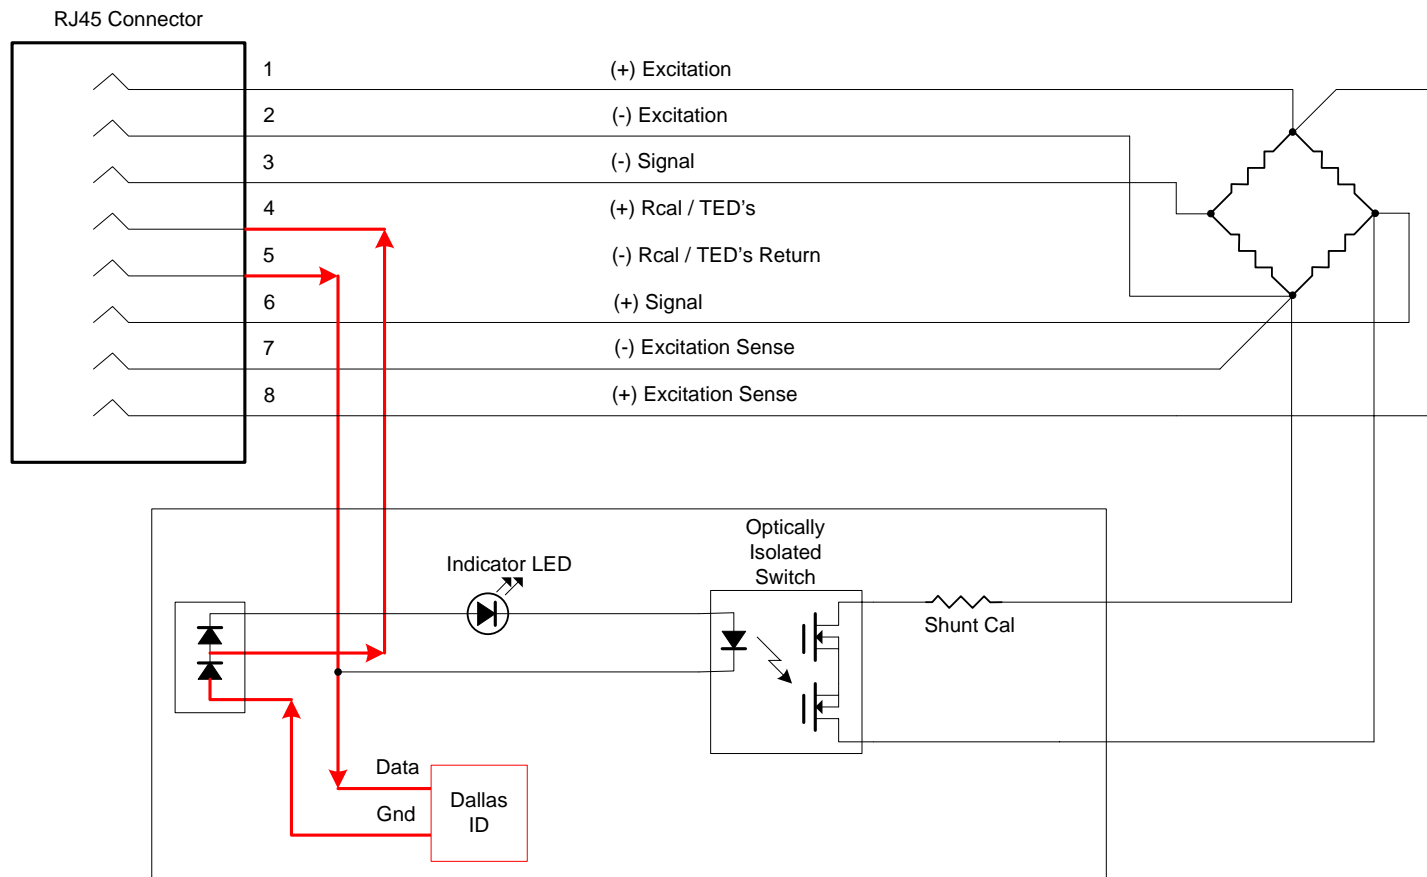 RJ45 Connector
1 (+) Excitation
2 (-) Excitation
3 (-) Signal
4 (+) Rcal / TED's
5 (-) Rcal / TED's Return
6 (+) Signal
7 (-) Excitation Sense
8 (+) Excitation Sense
Optically
Isolated
Switch
Indicator LED
Shunt Cal
Data
Gnd
Dallas
ID